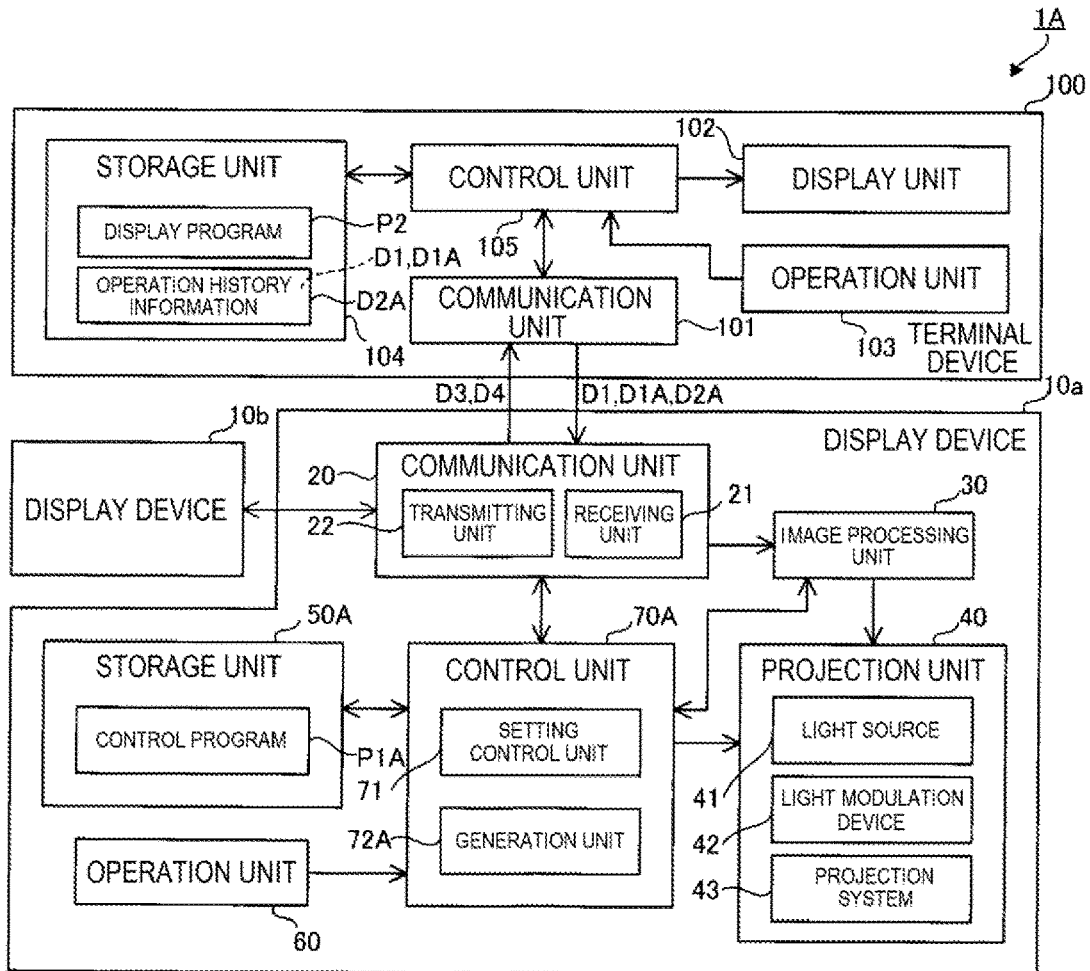 1A
100
STORAGE UNIT
DISPLAY PROGRAM
P2
OPERATION HISTORY
INFORMATION
D1,D1A
D2A
104
CONTROL UNIT
105
102
DISPLAY UNIT
COMMUNICATION
UNIT
101
OPERATION UNIT
103
TERMINAL
DEVICE
D3,D4
D1,D1A,D2A
10a
10b
DISPLAY DEVICE
DISPLAY DEVICE
20
COMMUNICATION UNIT
22
TRANSMITTING
UNIT
RECEIVING
UNIT
21
30
IMAGE PROCESSING
UNIT
50A
STORAGE UNIT
CONTROL PROGRAM
P1A
70A
CONTROL UNIT
SETTING
CONTROL UNIT
71
72A
GENERATION UNIT
40
PROJECTION UNIT
LIGHT SOURCE
41
LIGHT MODULATION
DEVICE
42
PROJECTION
SYSTEM
43
OPERATION UNIT
60